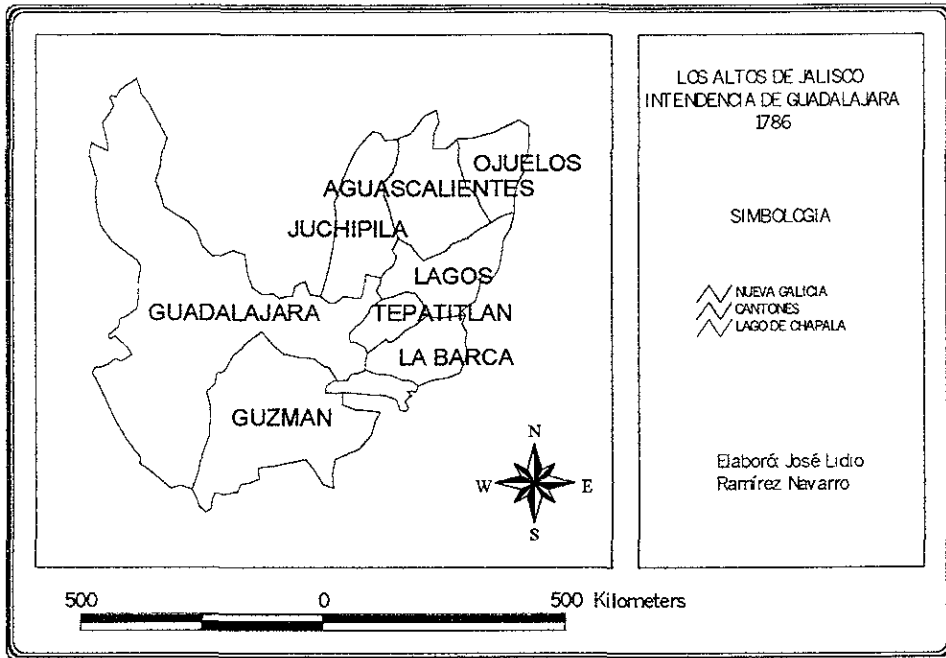 OJUELOS
AGUASCALIENTES
JUCHIPILA
LAGOS
GUADALAJARA
TEPATITLAN
LA BARCA
GUZMAN
N
W
E
S
LOS ALTOS DE JALISCO
INTENDENCIA DE GUADALAJARA
1786
SIMBOLOGIA
NUEVA GALICIA
CANTONES
LAGO DE CHAPALA
Elaboró: José Lidio
Ramírez Navarro
500 0 500 Kilometers